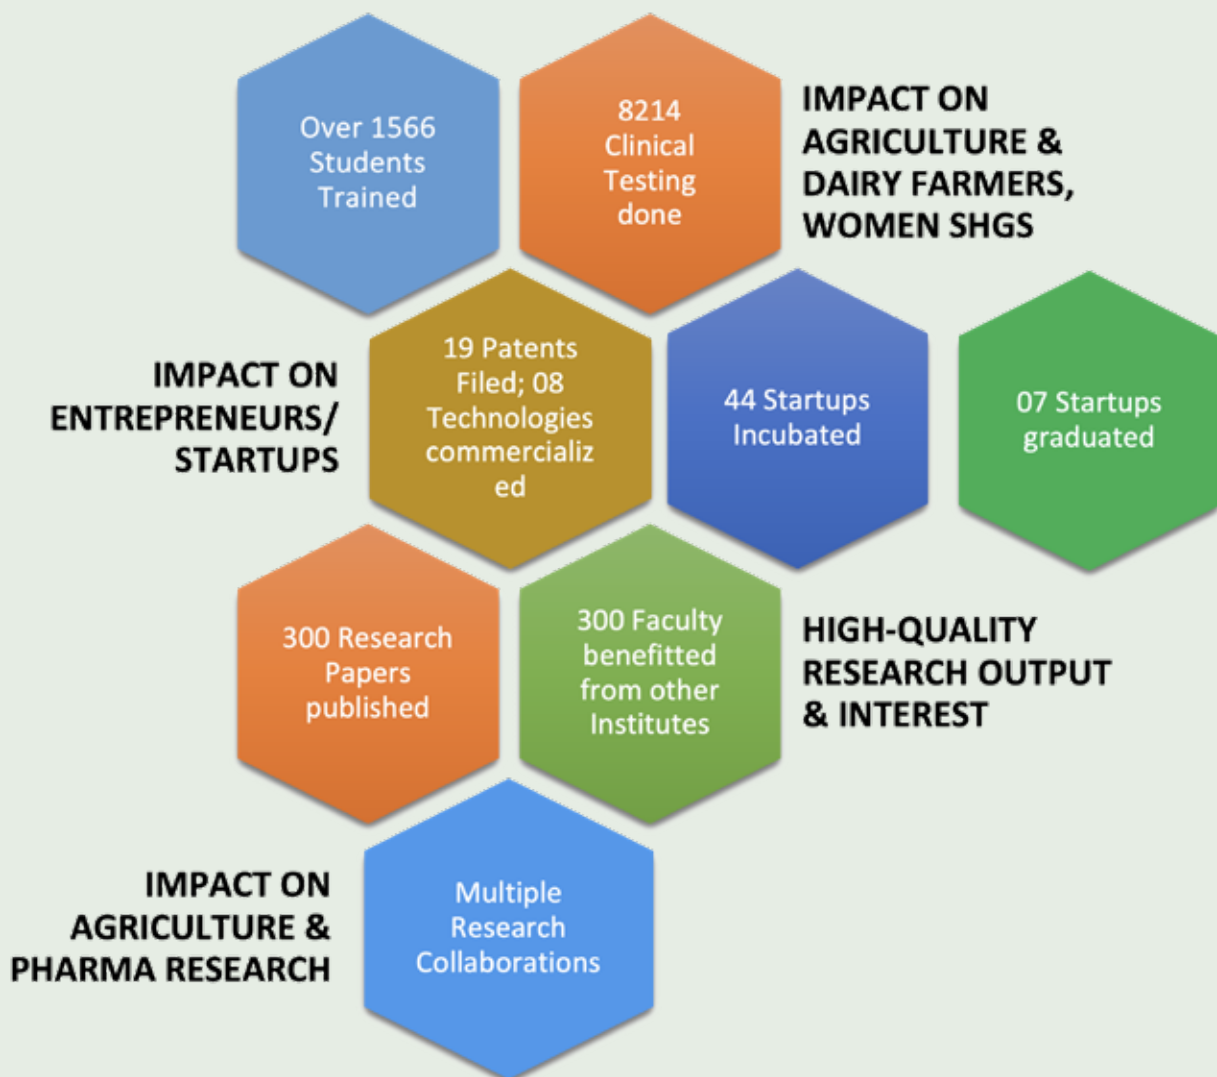 Over 1566
Students
Trained
8214
Clinical
Testing
done
IMPACT ON
AGRICULTURE &
DAIRY FARMERS,
WOMEN SHGS
IMPACT ON
ENTREPRENEURS/
STARTUPS
19 Patents
Filed; 08
Technologies
commercializ
ed
44 Startups
Incubated
07 Startups
graduated
300 Research
Papers
published
300 Faculty
benefitted
from other
Institutes
HIGH-QUALITY
RESEARCH OUTPUT
& INTEREST
IMPACT ON
AGRICULTURE &
PHARMA RESEARCH
Multiple
Research
Collaborations